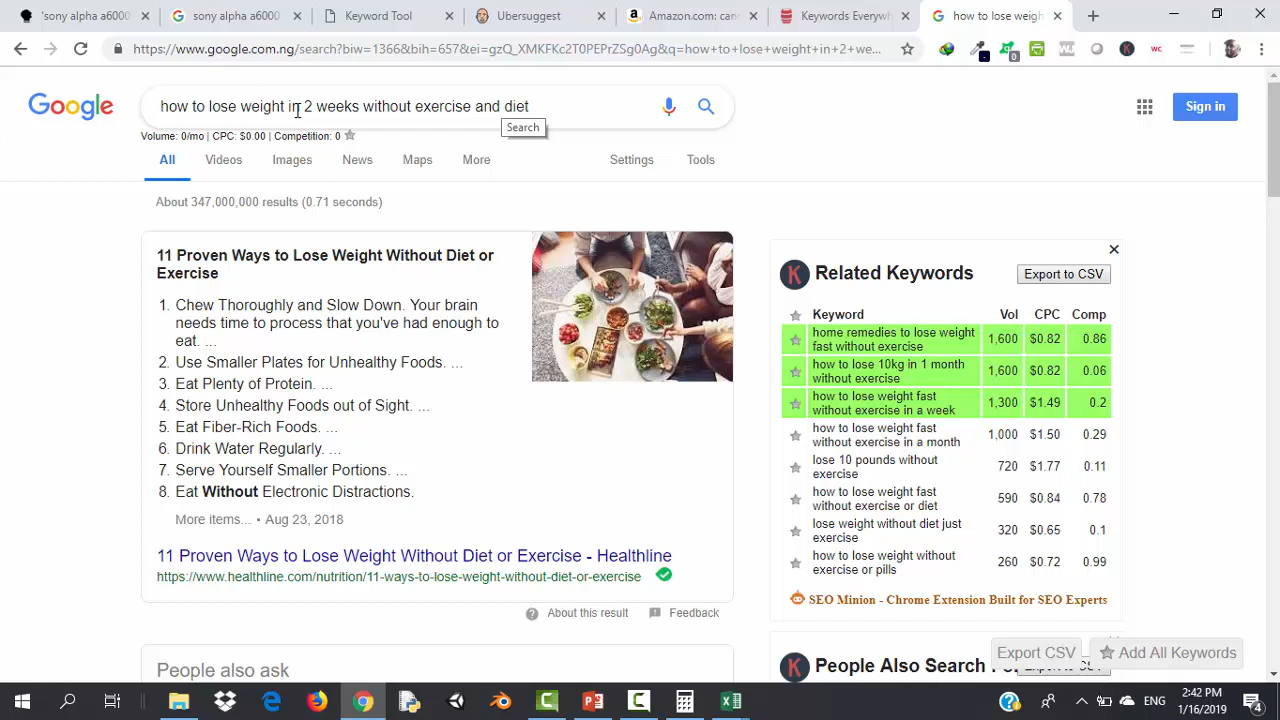 sony alpha a6000
sony alpha a6000
Keyword Tool
Ubersuggest
Amazon.com: can
Keywords Everywh
how to lose weigh
https://www.google.com.ng/search?biw=1366&bih=657&ei=gzQ_XMKFKc2T0PEPrZSg0Ag&q=how+to+lose+weight+in+2+we...
0
WJ
K
wc
Google
how to lose weight in 2 weeks without exercise and diet
Search
Sign in
Volume: 0/mo | CPC: $0.00 | Competition: 0
All
Videos
Images
News
Maps
More
Settings
Tools
About 347,000,000 results (0.71 seconds)
11 Proven Ways to Lose Weight Without Diet or
Exercise
1. Chew Thoroughly and Slow Down. Your brain
needs time to process that you've had enough to
eat. ...
2. Use Smaller Plates for Unhealthy Foods. ...
3. Eat Plenty of Protein. ...
4. Store Unhealthy Foods out of Sight. ...
5. Eat Fiber-Rich Foods. ...
6. Drink Water Regularly. ...
7. Serve Yourself Smaller Portions. ...
8. Eat Without Electronic Distractions.
More items... • Aug 23, 2018
11 Proven Ways to Lose Weight Without Diet or Exercise - Healthline
https://www.healthline.com/nutrition/11-ways-to-lose-weight-without-diet-or-exercise
About this result
Feedback
People also ask
K Related Keywords
Export to CSV
Keyword Vol CPC Comp
home remedies to lose weight
fast without exercise 1,600 $0.82 0.86
how to lose 10kg in 1 month
without exercise 1,600 $0.82 0.06
how to lose weight fast
without exercise in a week 1,300 $1.49 0.2
how to lose weight fast
without exercise in a month 1,000 $1.50 0.29
lose 10 pounds without
exercise 720 $1.77 0.11
how to lose weight fast
without exercise or diet 590 $0.84 0.78
lose weight without diet just
exercise 320 $0.65 0.1
how to lose weight without
exercise or pills 260 $0.72 0.99
SEO Minion - Chrome Extension Built for SEO Experts
K People Also Search
Export CSV
Add All Keywords
ENG
2:42 PM
1/16/2019
4